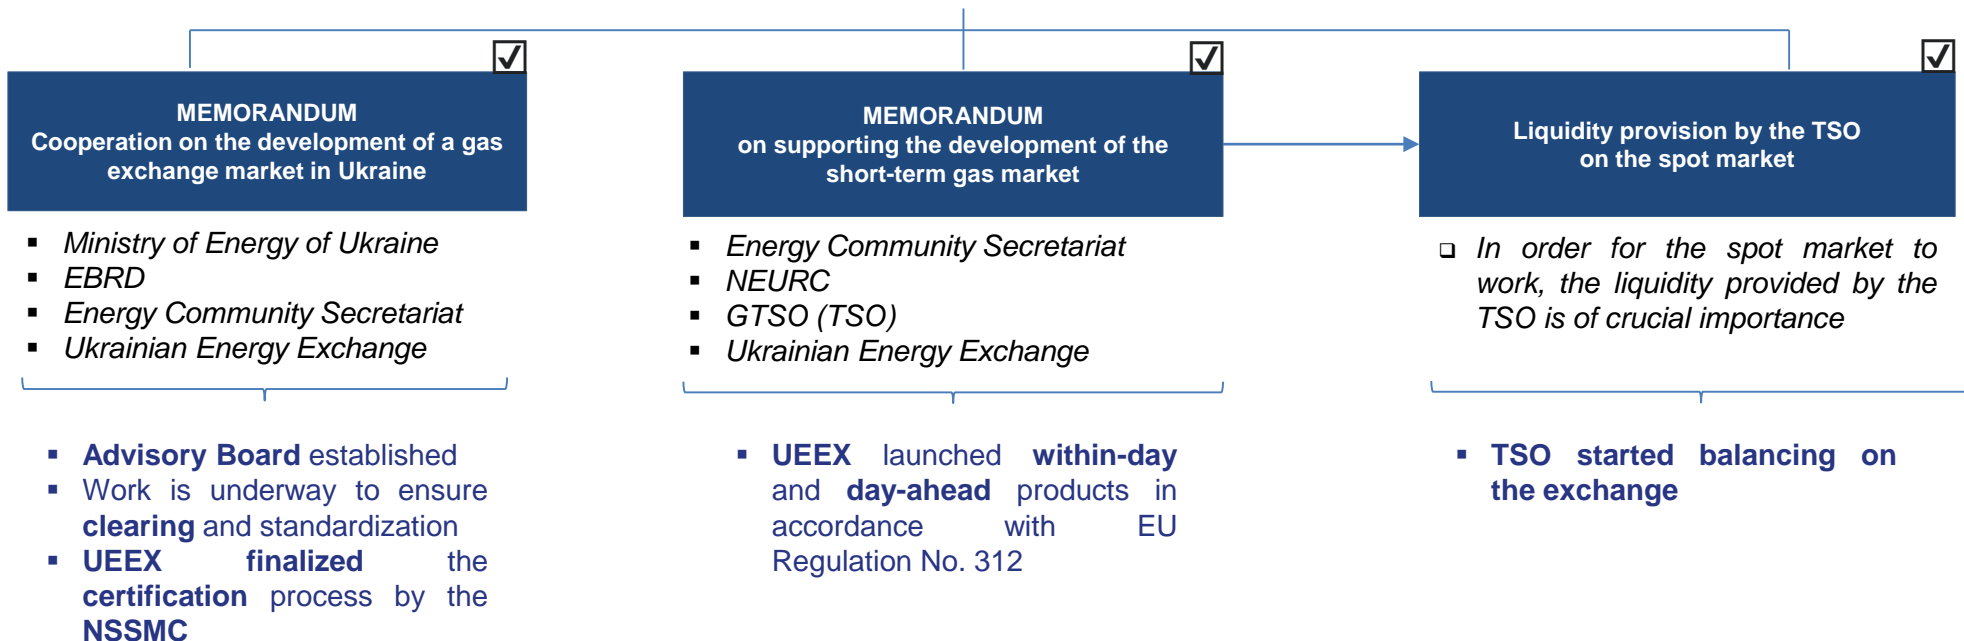 MEMORANDUM
Cooperation on the development of a gas
exchange market in Ukraine
▪ Ministry of Energy of Ukraine
▪ EBRD
▪ Energy Community Secretariat
▪ Ukrainian Energy Exchange
▪ Advisory Board established
▪ Work is underway to ensure
clearing and standardization
▪ UEEX finalized the
certification process by the
NSSMC
MEMORANDUM
on supporting the development of the
short-term gas market
▪ Energy Community Secretariat
▪ NEURC
▪ GTSO (TSO)
▪ Ukrainian Energy Exchange
▪ UEEX launched within-day
and day-ahead products in
accordance with EU
Regulation No. 312
Liquidity provision by the TSO
on the spot market
❑ In order for the spot market to
work, the liquidity provided by the
TSO is of crucial importance
▪ TSO started balancing on
the exchange